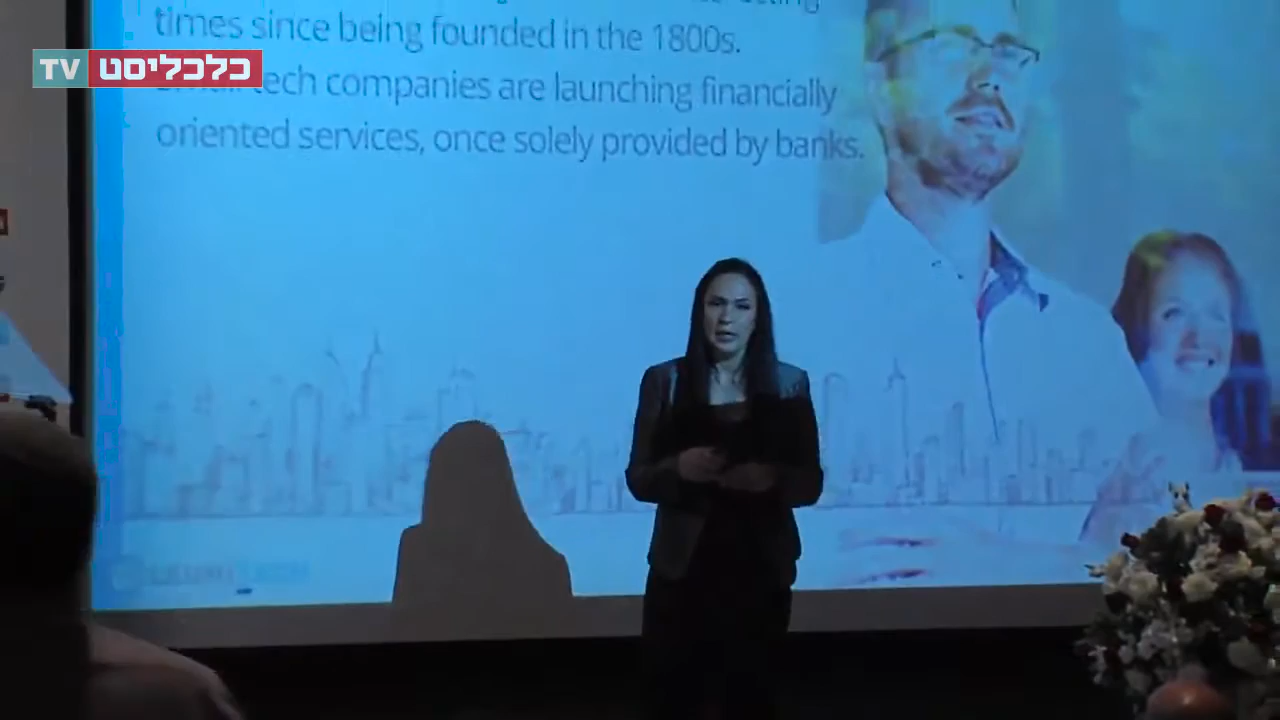 times since being founded in the 1800s.
TV כלכליסט
tech companies are launching financially
oriented services, once solely provided by banks.